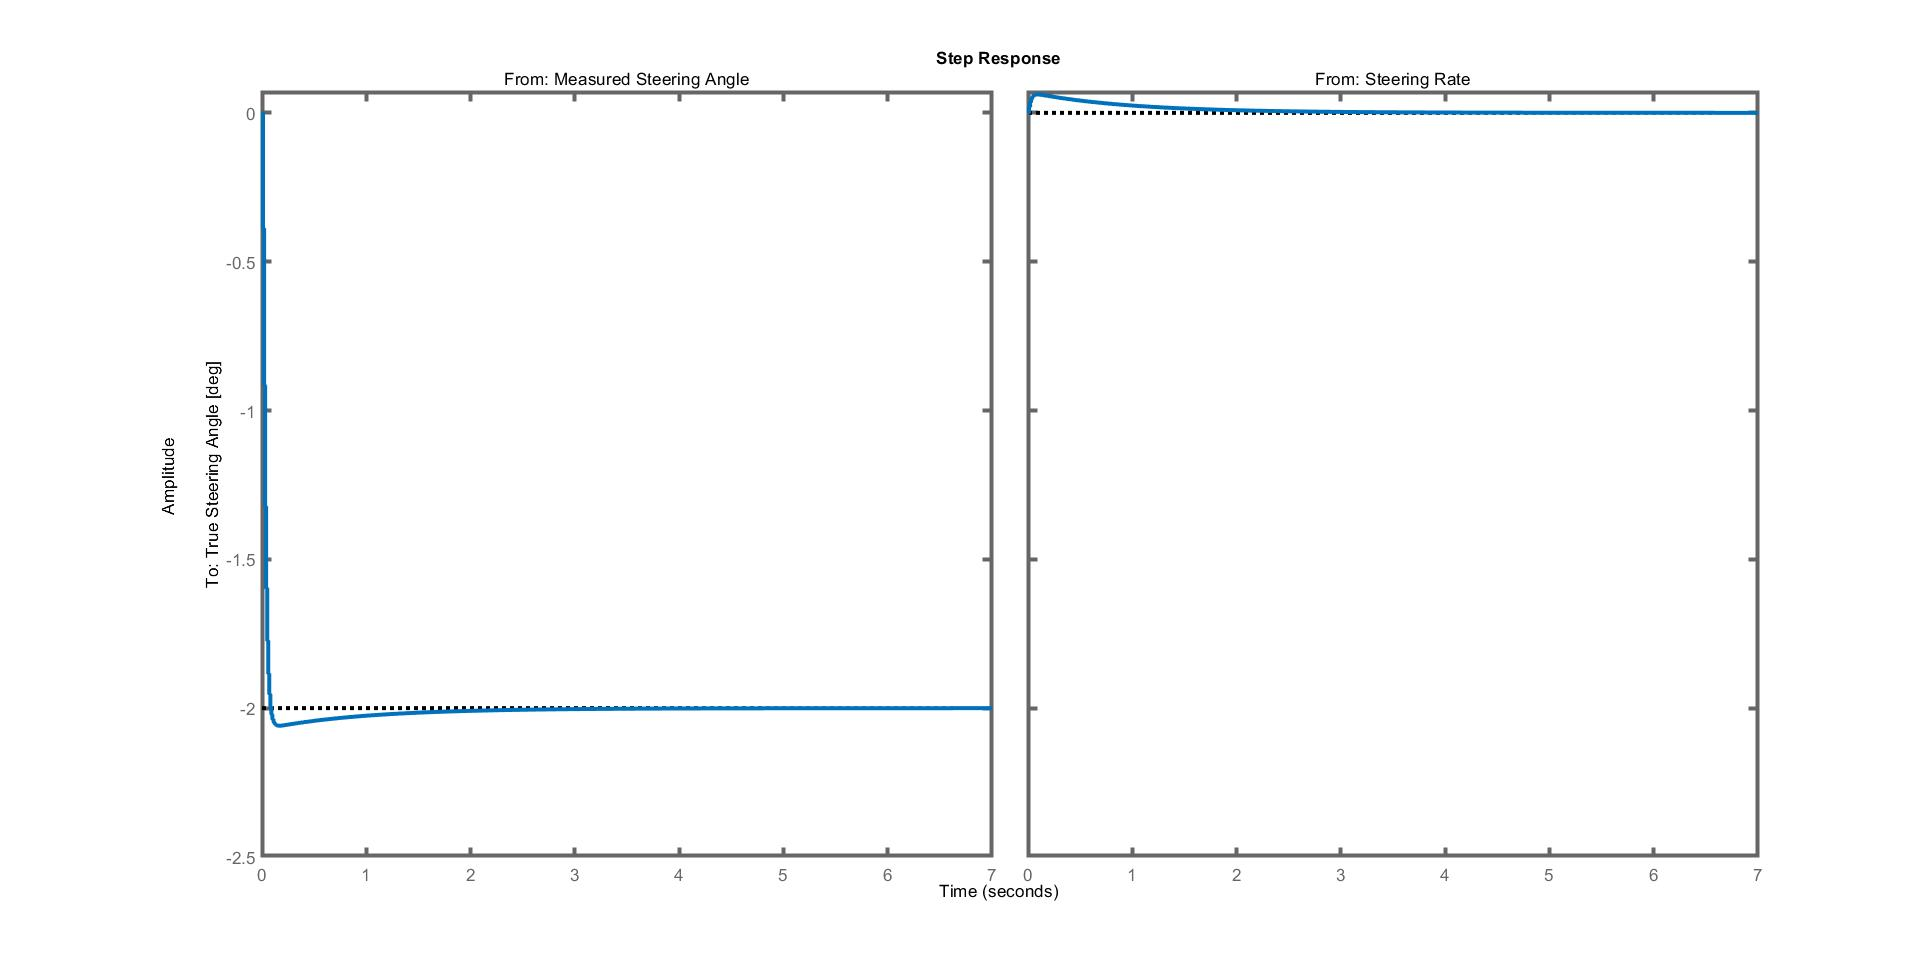 Step Response
From: Measured Steering Angle
From: Steering Rate
Amplitude
To: True Steering Angle [deg]
0
-0.5
-1
-1.5
-2
-2.5
0 1 2 3 4 5 6 7
0 1 2 3 4 5 6 7
Time (seconds)